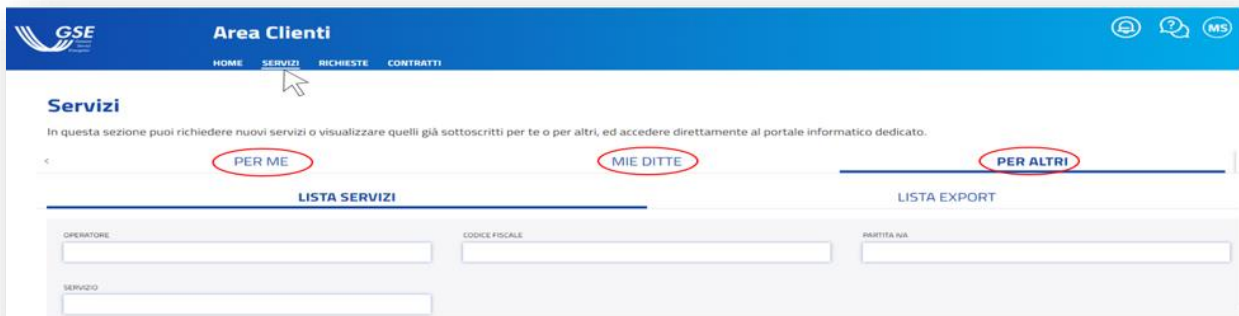 GSE Area Clienti MS
HOME SERVIZI RICHIESTE CONTRATTI
Servizi
In questa sezione puoi richiedere nuovi servizi o visualizzare quelli già sottoscritti per te o per altri, ed accedere direttamente al portale informatico dedicato.
< PER ME MIE DITTE PER ALTRI
LISTA SERVIZI LISTA EXPORT
OPERATORE CODICE FISCALE PARTITA IVA
SERVIZIO